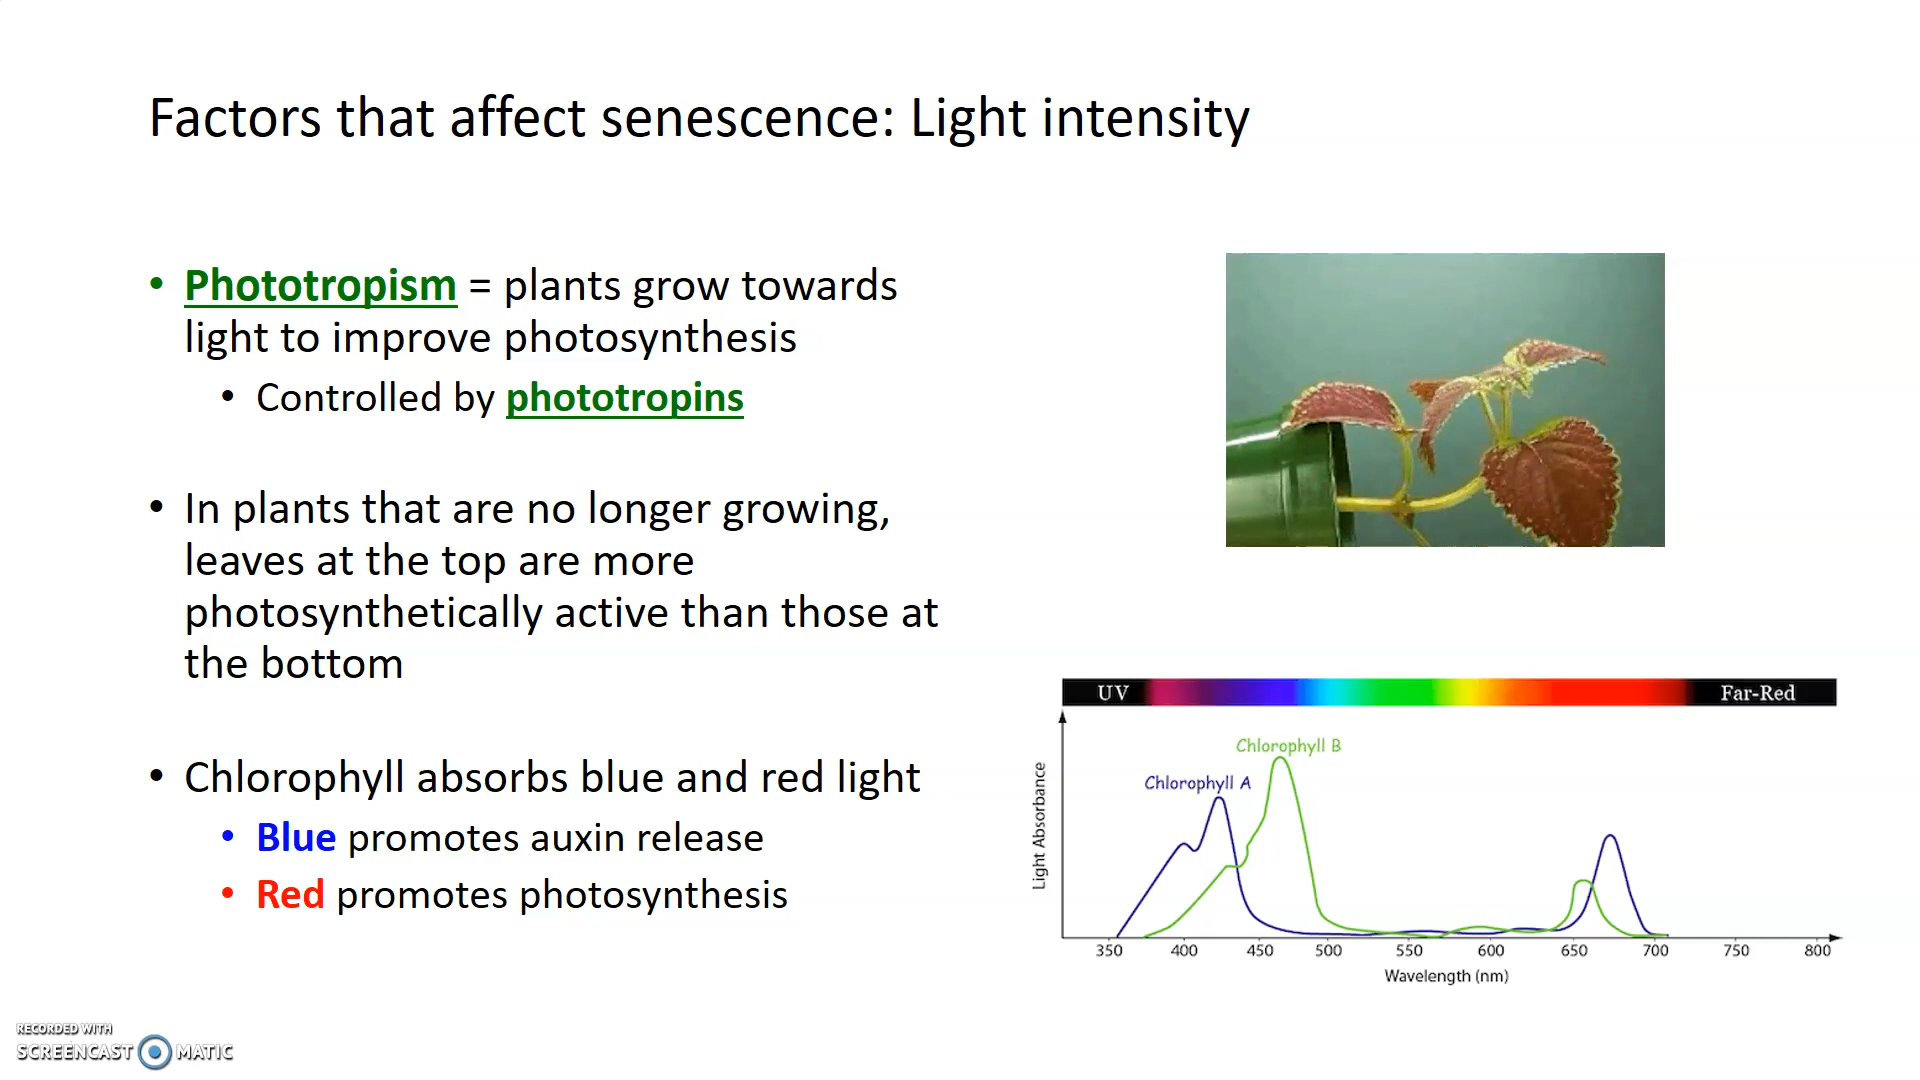 Factors that affect senescence: Light intensity
• Phototropism = plants grow towards
light to improve photosynthesis
• Controlled by phototropins
• In plants that are no longer growing,
leaves at the top are more
photosynthetically active than those at
the bottom
• Chlorophyll absorbs blue and red light
• Blue promotes auxin release
• Red promotes photosynthesis
UV Far-Red
Chlorophyll B
Chlorophyll A
Light Absorbance
350 400 450 500 550 600 650 700 750 800
Wavelength (nm)
RECORDED WITH
SCREENCAST MATIC